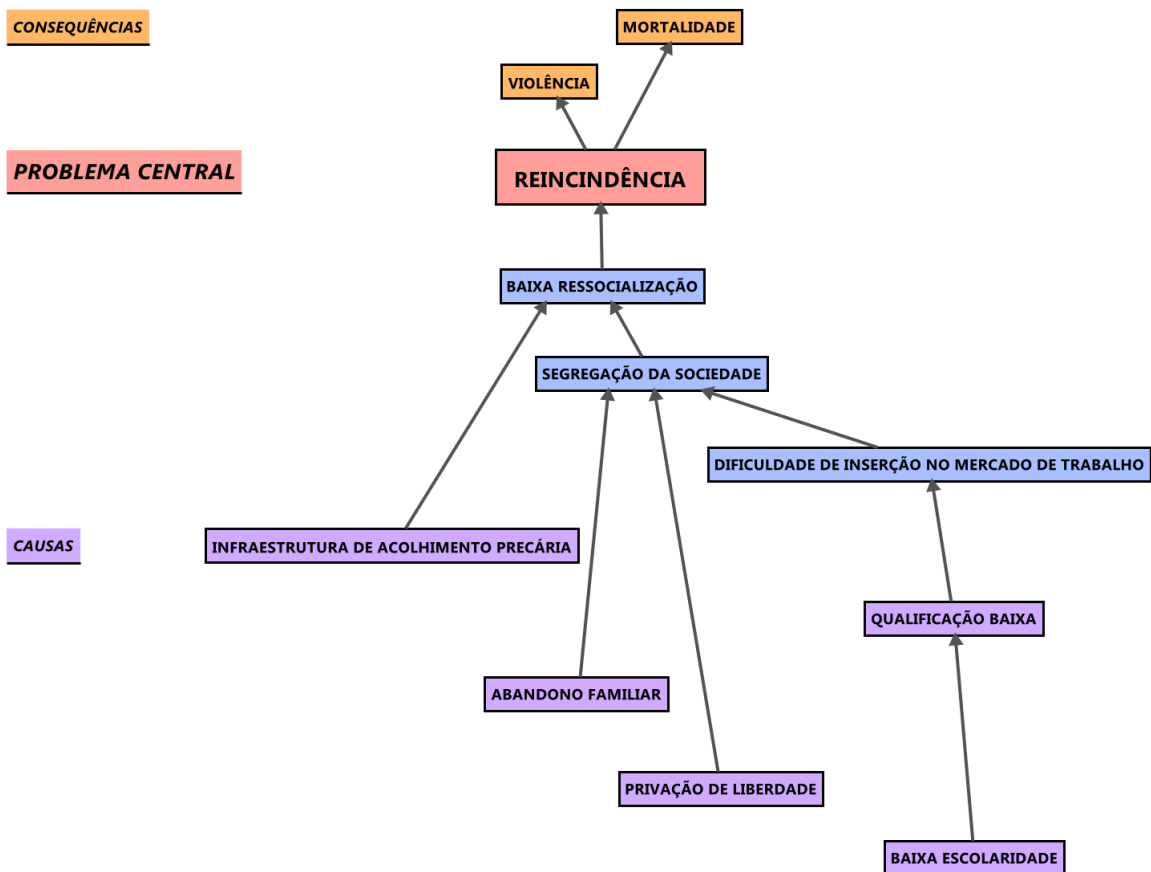 CONSEQUÊNCIAS
MORTALIDADE
VIOLÊNCIA
PROBLEMA CENTRAL
REINCINDÊNCIA
BAIXA RESSOCIALIZAÇÃO
SEGREGAÇÃO DA SOCIEDADE
DIFICULDADE DE INSERÇÃO NO MERCADO DE TRABALHO
CAUSAS
INFRAESTRUTURA DE ACOLHIMENTO PRECÁRIA
QUALIFICAÇÃO BAIXA
ABANDONO FAMILIAR
PRIVAÇÃO DE LIBERDADE
BAIXA ESCOLARIDADE